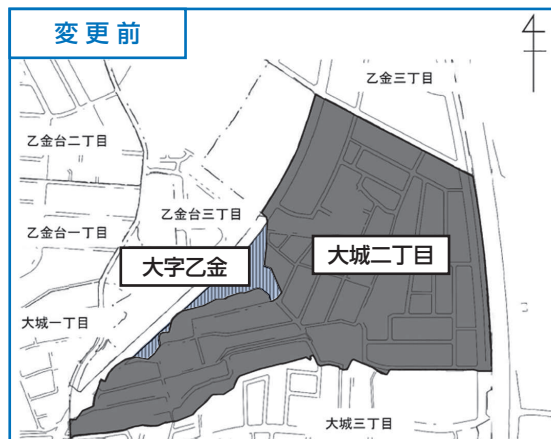 変更前
乙金三丁目
乙金台二丁目
乙金台三丁目
乙金台一丁目
大字乙金
大城二丁目
大城一丁目
大城三丁目